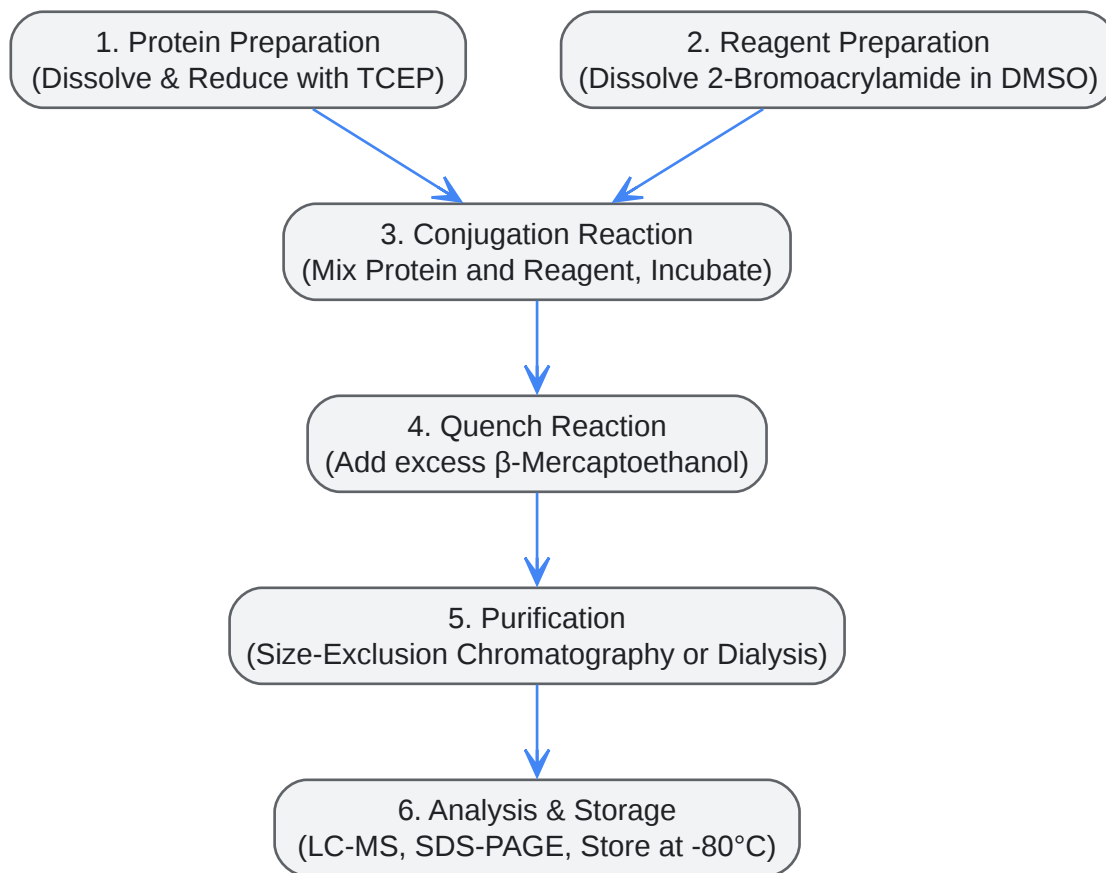 1. Protein Preparation
(Dissolve & Reduce with TCEP)
2. Reagent Preparation
(Dissolve 2-Bromoacrylamide in DMSO)
3. Conjugation Reaction
(Mix Protein and Reagent, Incubate)
4. Quench Reaction
(Add excess β-Mercaptoethanol)
5. Purification
(Size-Exclusion Chromatography or Dialysis)
6. Analysis & Storage
(LC-MS, SDS-PAGE, Store at -80°C)